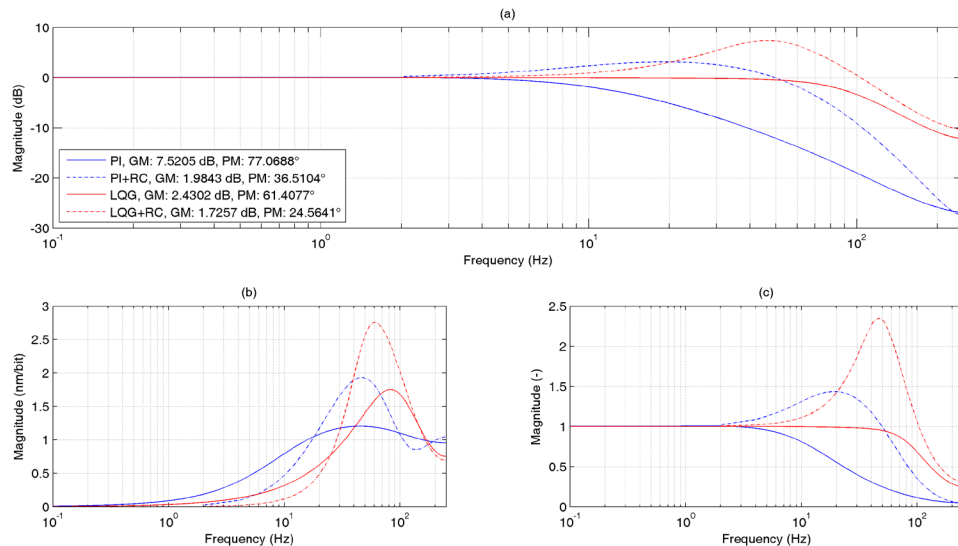 (a)
10
0
-10
-20
-30
Magnitude (dB)
PI, GM: 7.5205 dB, PM: 77.0688°
PI+RC, GM: 1.9843 dB, PM: 36.5104°
LQG, GM: 2.4302 dB, PM: 61.4077°
LQG+RC, GM: 1.7257 dB, PM: 24.5641°
10^-1
10^0
10^1
10^2
Frequency (Hz)
(b)
3
2.5
2
1.5
1
0.5
0
Magnitude (nm/bit)
10^-1
10^0
10^1
10^2
Frequency (Hz)
(c)
2.5
2
1.5
1
0.5
0
Magnitude (-)
10^-1
10^0
10^1
10^2
Frequency (Hz)